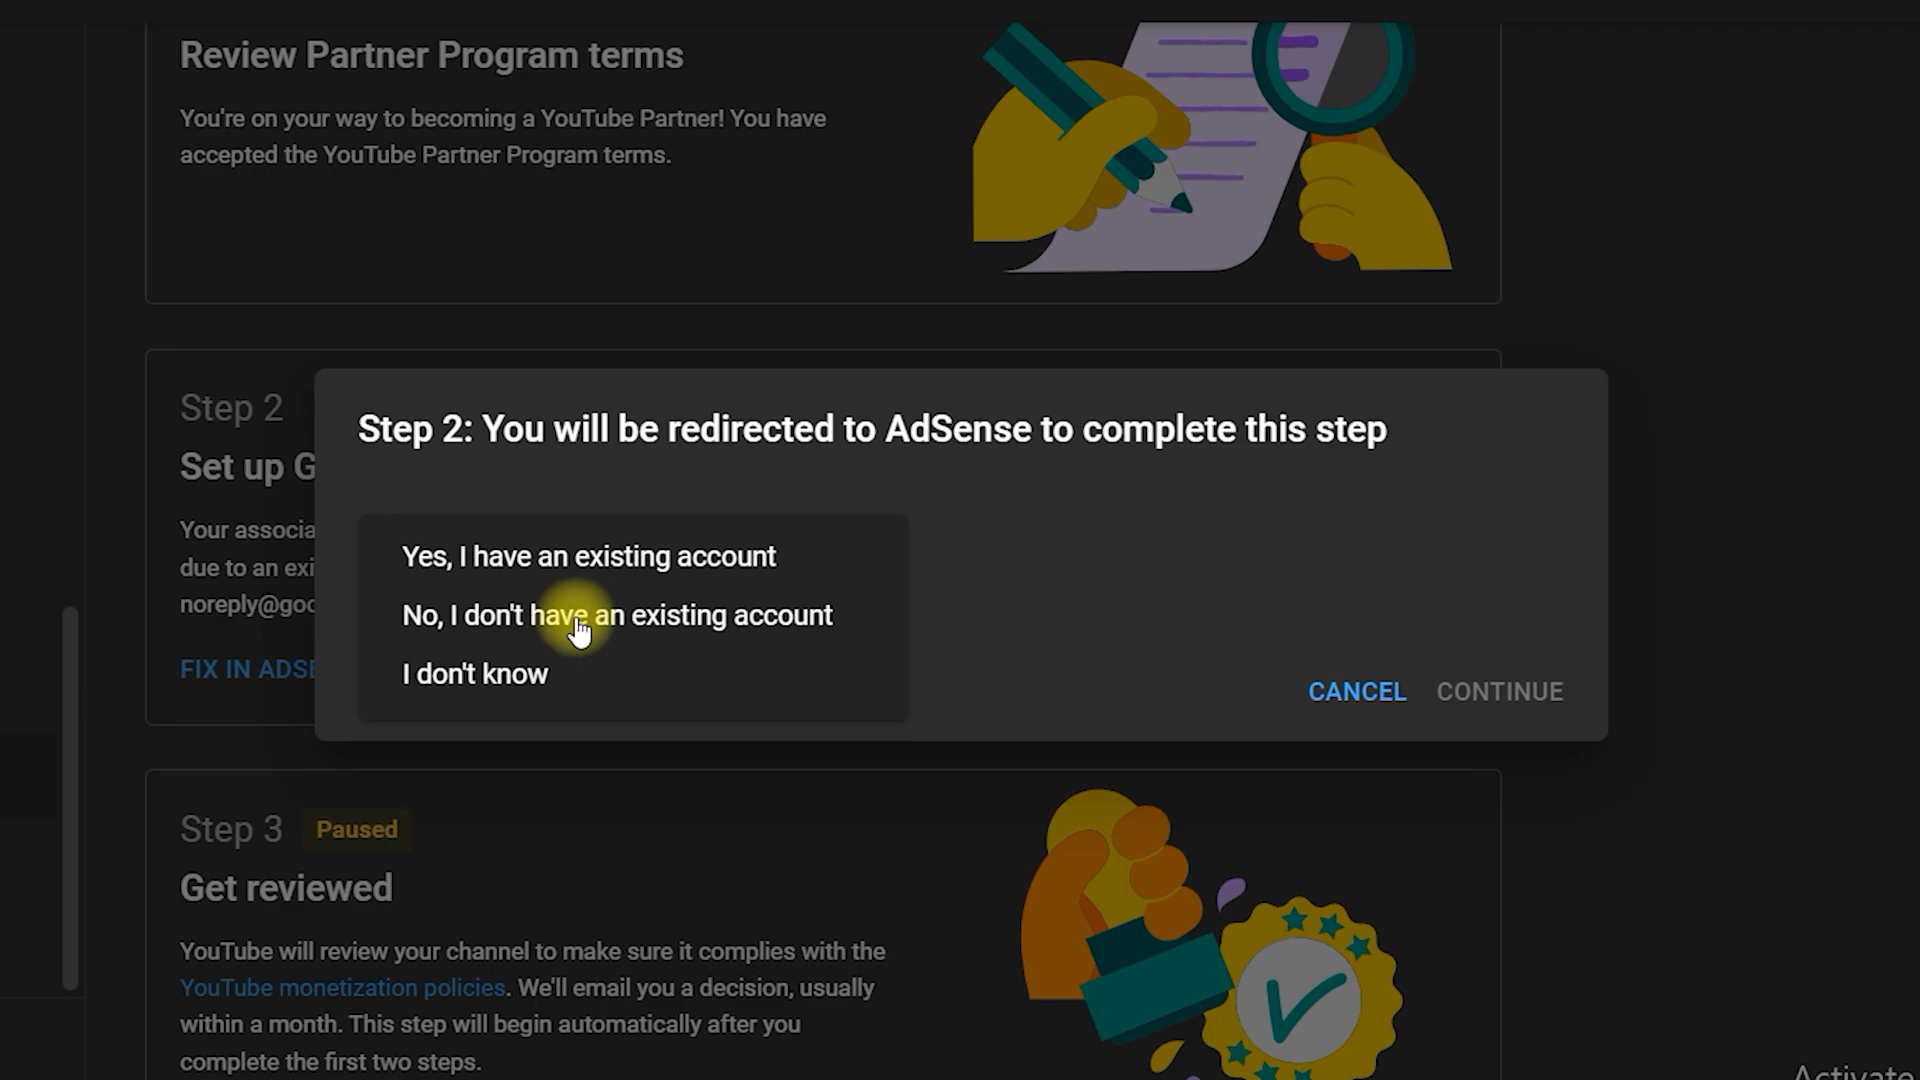 Review Partner Program terms
You're on your way to becoming a YouTube Partner! You have
accepted the YouTube Partner Program terms.
Step 2
Set up G
Your associa
due to an exi
noreply@goo
FIX IN ADSE
Step 2: You will be redirected to AdSense to complete this step
Yes, I have an existing account
No, I don't have an existing account
I don't know
CANCEL CONTINUE
Step 3 Paused
Get reviewed
YouTube will review your channel to make sure it complies with the
YouTube monetization policies. We'll email you a decision, usually
within a month. This step will begin automatically after you
complete the first two steps.
Activate